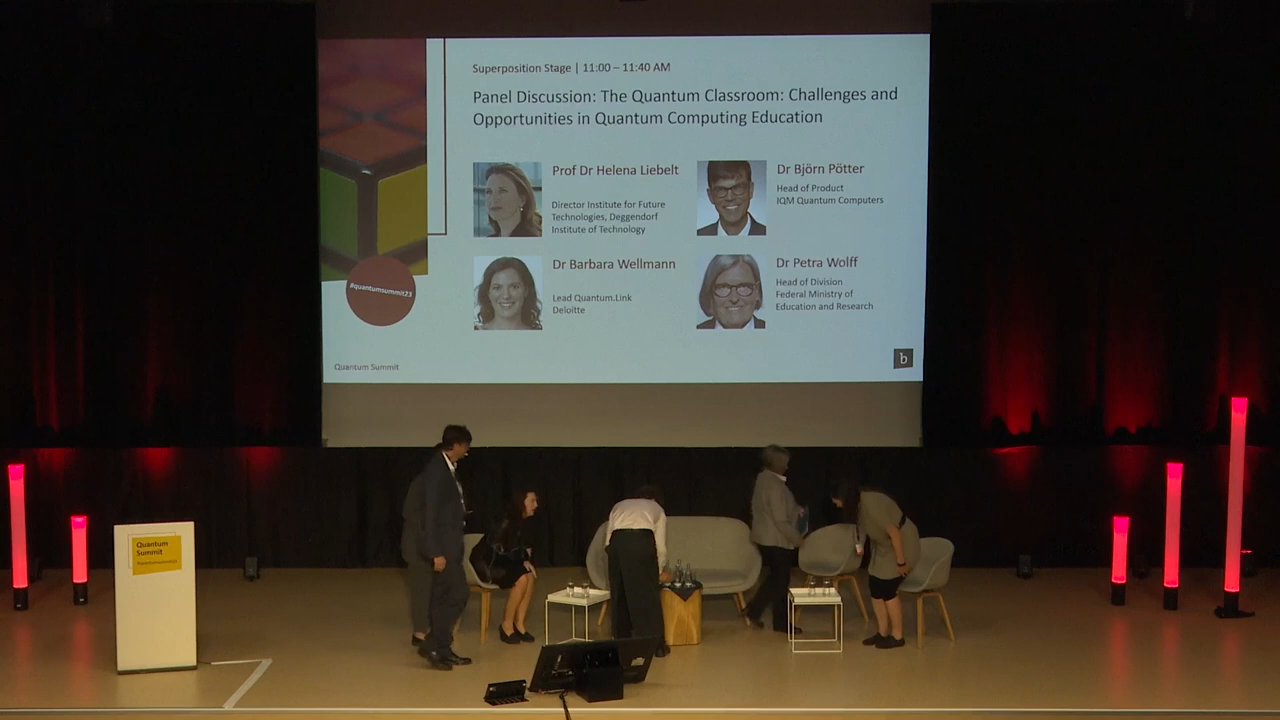 Superposition Stage | 11:00 – 11:40 AM
Panel Discussion: The Quantum Classroom: Challenges and
Opportunities in Quantum Computing Education
Prof Dr Helena Liebelt
Director Institute for Future
Technologies, Deggendorf
Institute of Technology
Dr Björn Pötter
Head of Product
IQM Quantum Computers
Dr Barbara Wellmann
Lead Quantum.Link
Deloitte
Dr Petra Wolff
Head of Division
Federal Ministry of
Education and Research
#quantumsummit23
Quantum Summit
b
Quantum
Summit